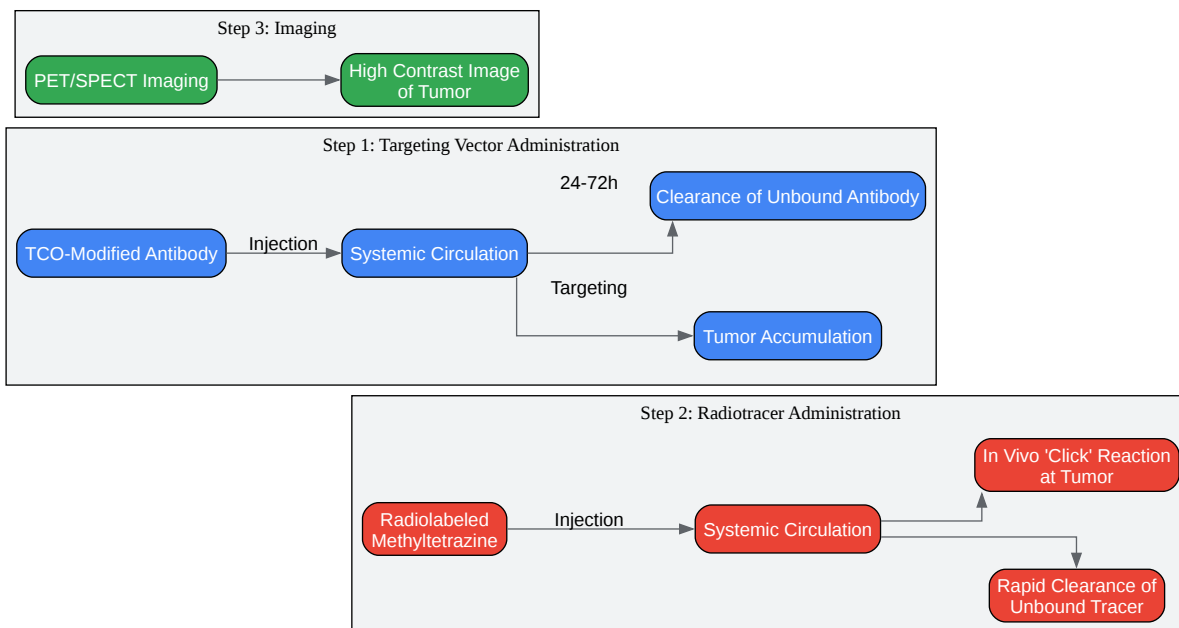 Step 3: Imaging
PET/SPECT Imaging
High Contrast Image
of Tumor
Step 1: Targeting Vector Administration
24-72h
Clearance of Unbound Antibody
TCO-Modified Antibody
Injection
Systemic Circulation
Targeting
Tumor Accumulation
Step 2: Radiotracer Administration
In Vivo 'Click' Reaction
at Tumor
Radiolabeled
Methyltetrazine
Injection
Systemic Circulation
Rapid Clearance of
Unbound Tracer